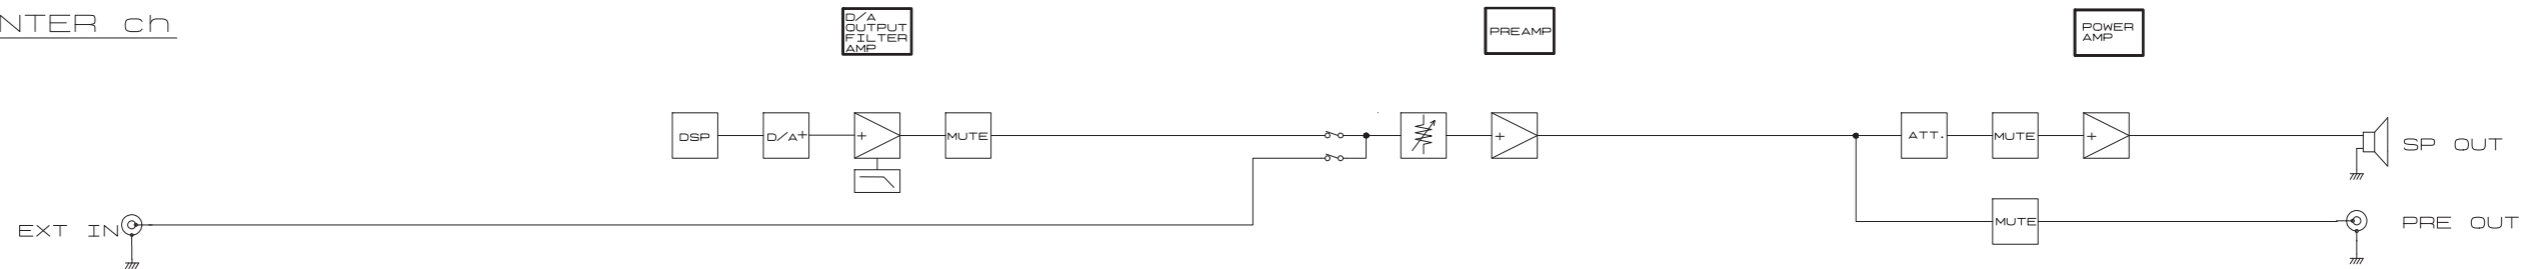 NTER ch
D/A
OUTPUT
FILTER
AMP
PREAMP
POWER
AMP
DSP
D/A+
+
MUTE
+
ATT.
MUTE
+
SP OUT
EXT IN
MUTE
PRE OUT